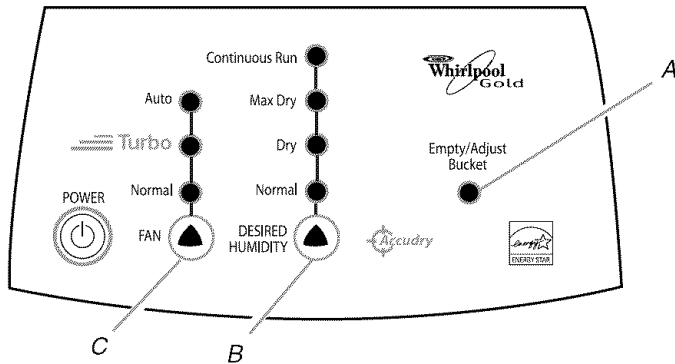 Continuous Run
Whirlpool
Gold
A
Auto
Max Dry
Turbo
Dry
Empty/Adjust
Bucket
Normal
Normal
POWER
FAN
DESIRED
HUMIDITY
Accudry
energy
ENERGY STAR
C
B